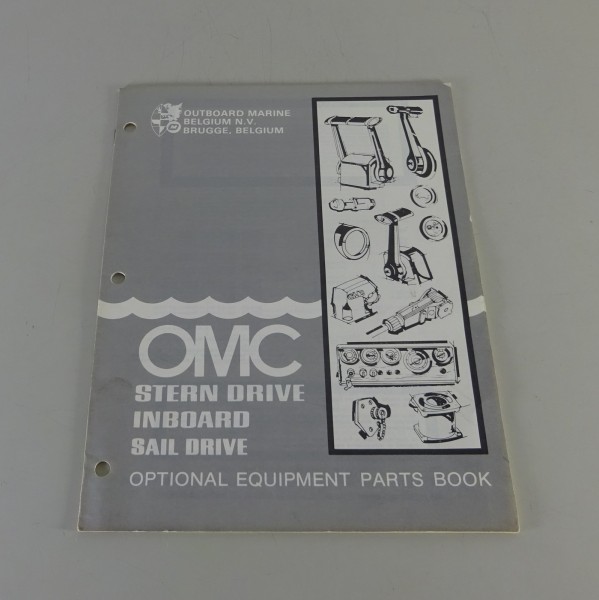 OUTBOARD MARINE
BELGIUM N.V.
BRUGGE, BELGIUM
OMC
STERN DRIVE
INBOARD
SAIL DRIVE
OPTIONAL EQUIPMENT PARTS BOOK